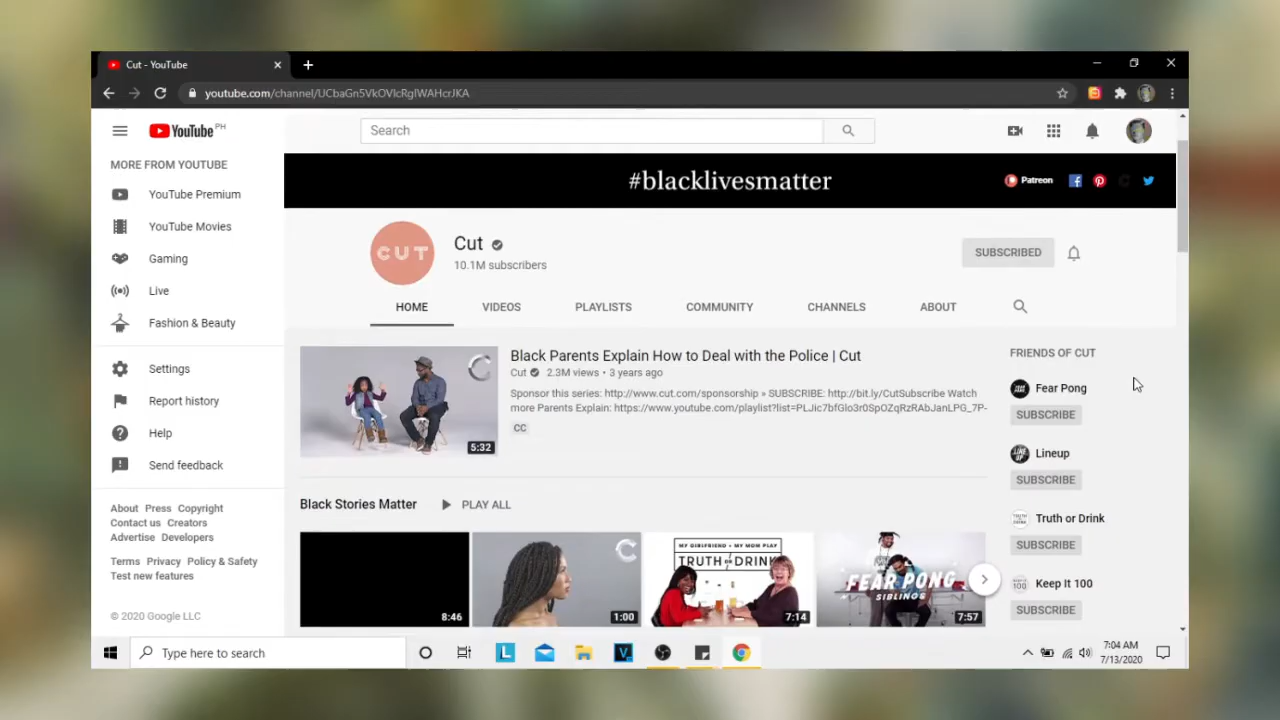 Cut - YouTube
youtube.com/channel/UCbaGn5VkOVlcRgIWAHcrJKA
YouTube PH
Search
MORE FROM YOUTUBE
YouTube Premium
YouTube Movies
Gaming
Live
Fashion & Beauty
Settings
Report history
Help
Send feedback
About Press Copyright
Contact us Creators
Advertise Developers
Terms Privacy Policy & Safety
Test new features
© 2020 Google LLC
#blacklivesmatter
Patreon
CUT
Cut
10.1M subscribers
SUBSCRIBED
HOME VIDEOS PLAYLISTS COMMUNITY CHANNELS ABOUT
5:32
Black Parents Explain How to Deal with the Police | Cut
Cut 2.3M views • 3 years ago
Sponsor this series: http://www.cut.com/sponsorship » SUBSCRIBE: http://bit.ly/CutSubscribe Watch
more Parents Explain: https://www.youtube.com/playlist?list=PLJic7bfGlo3r0SpOZqRzRAbJanLPG_7P-
CC
Black Stories Matter PLAY ALL
8:46
1:00
MY GIRLFRIEND + MY MOM PLAY
TRUTH OR DRINK
7:14
FEAR PONG
SIBLINGS
7:57
FRIENDS OF CUT
Fear Pong
SUBSCRIBE
Lineup
SUBSCRIBE
Truth or Drink
SUBSCRIBE
Keep It 100
SUBSCRIBE
Type here to search
7:04 AM
7/13/2020